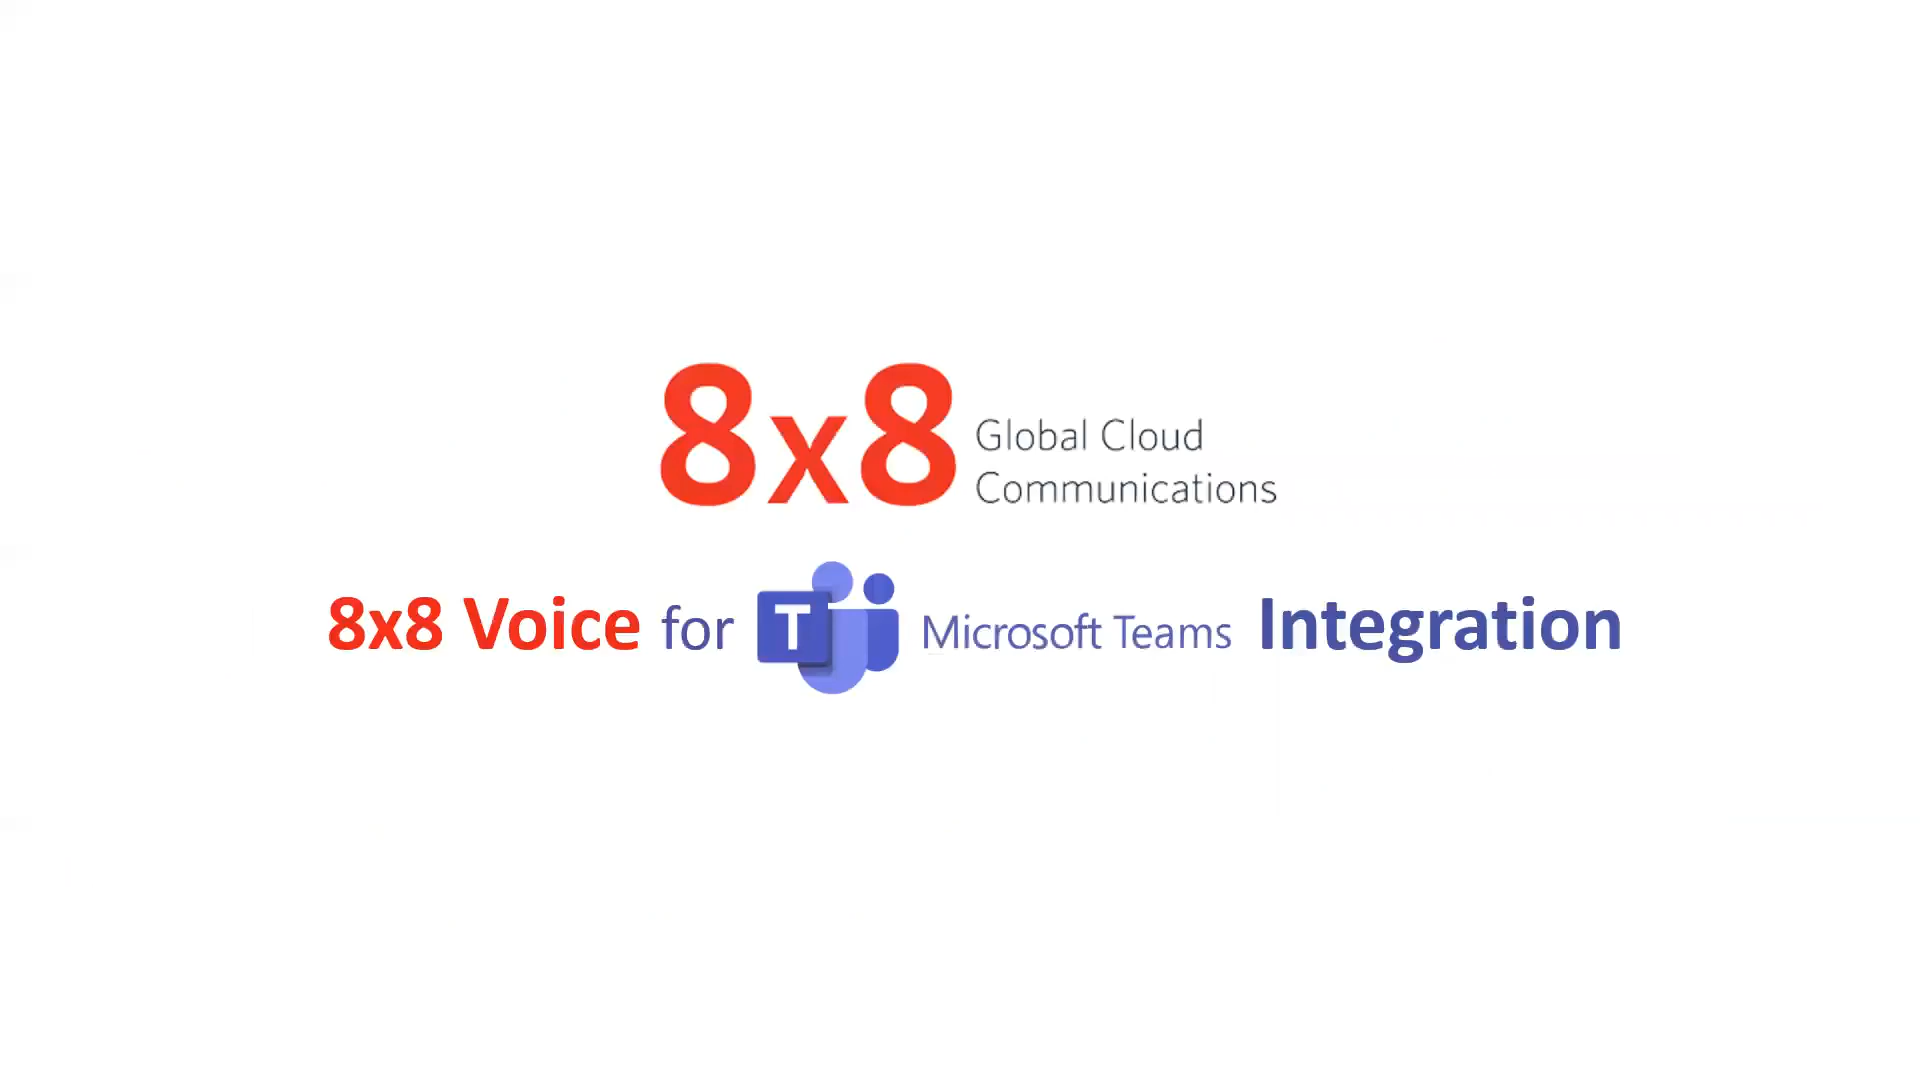 8x8 Global Cloud
Communications
8x8 Voice for T Microsoft Teams Integration